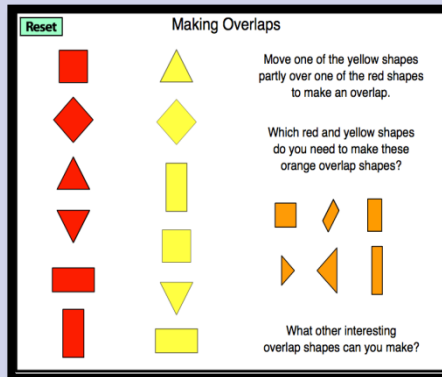 Reset
Making Overlaps
Move one of the yellow shapes
partly over one of the red shapes
to make an overlap.
Which red and yellow shapes
do you need to make these
orange overlap shapes?
What other interesting
overlap shapes can you make?